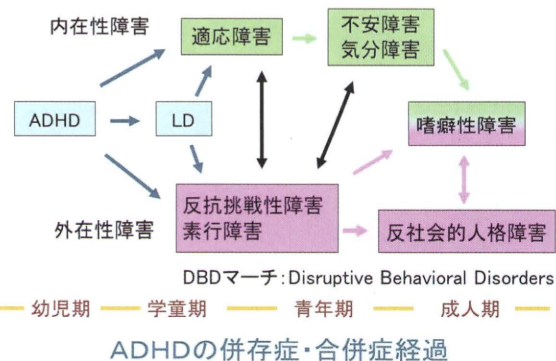 内在性障害
適応障害
不安障害
気分障害
ADHD
LD
嗜癖性障害
外在性障害
反抗挑戦性障害
素行障害
反社会的人格障害
DBDマーチ:Disruptive Behavioral Disorders
幼児期 学童期 青年期 成人期
ADHDの併存症・合併症経過